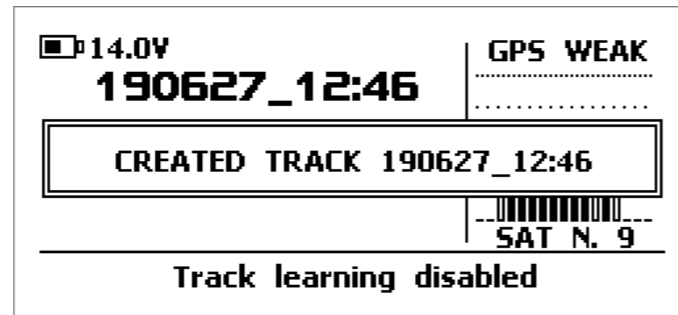 14.0V
GPS WEAK
190627_12:46
CREATED TRACK 190627_12:46
SAT N. 9
Track learning disabled